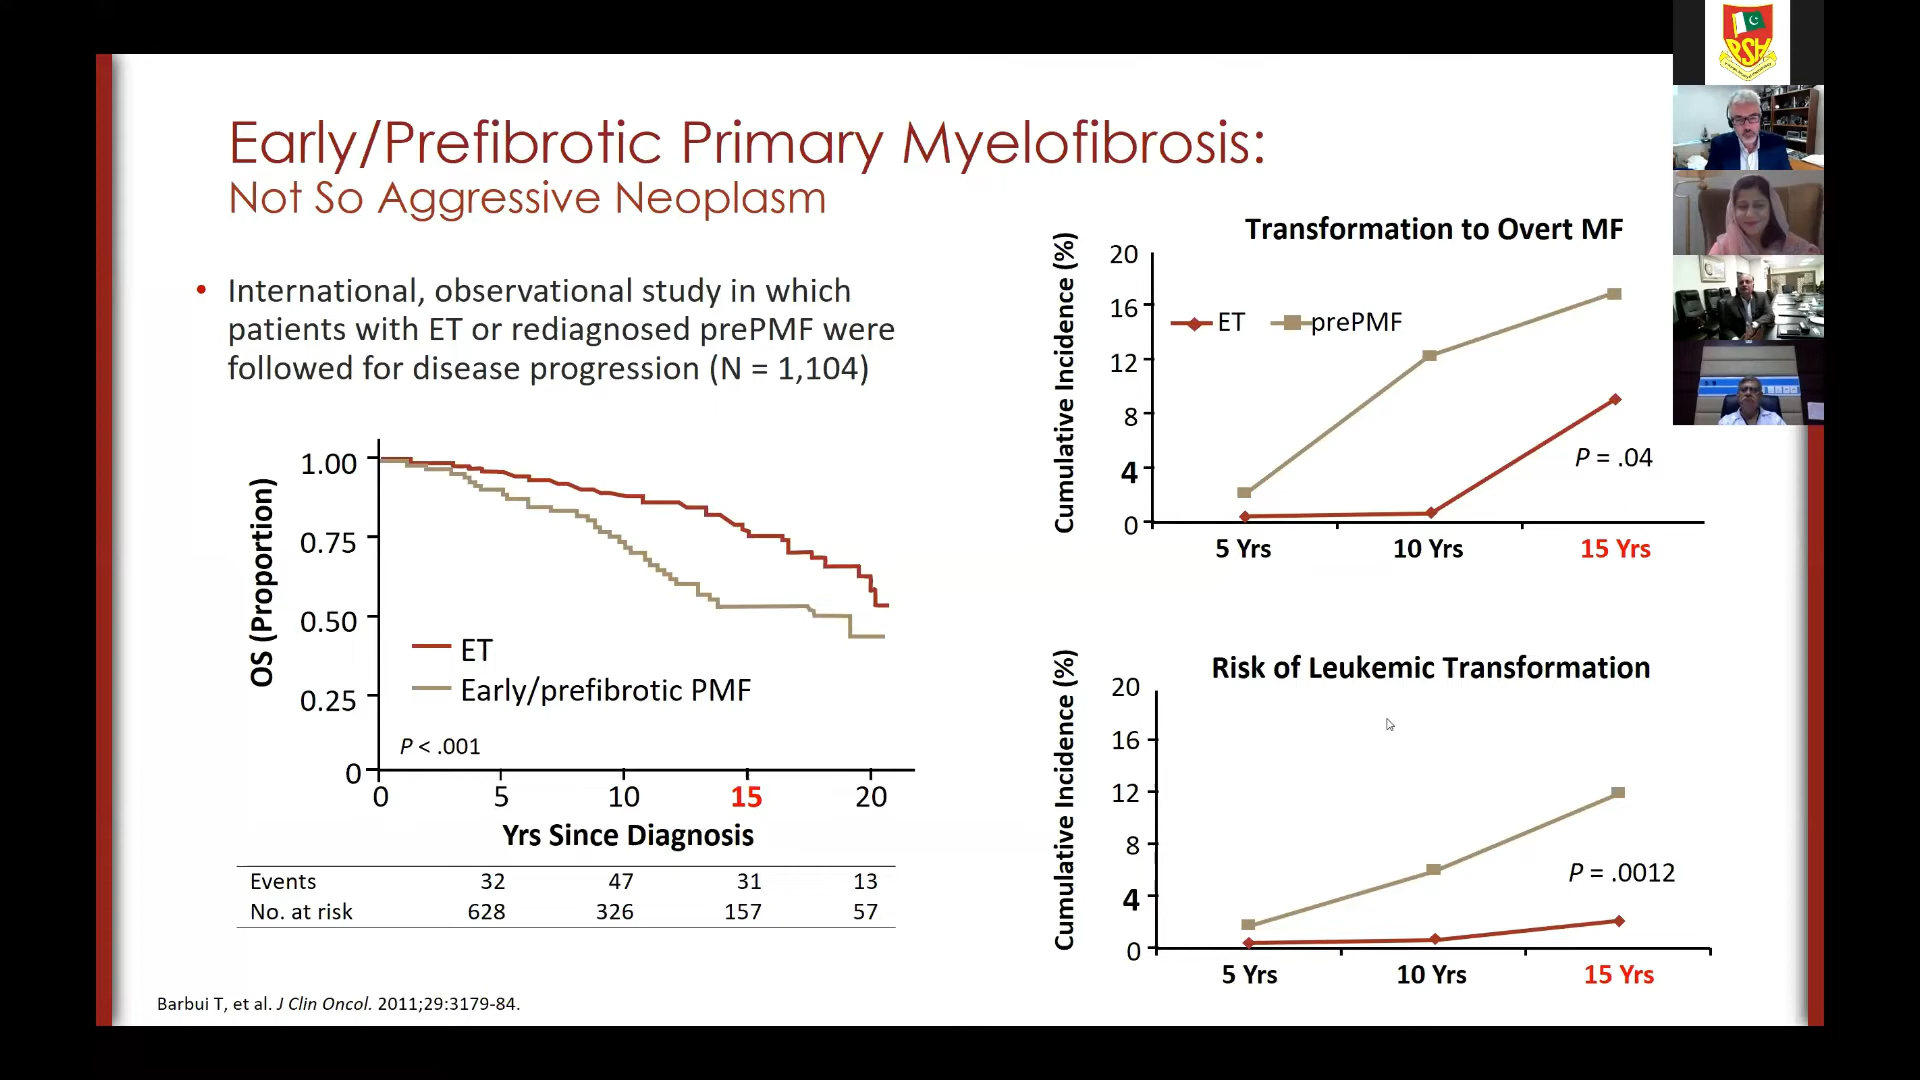 Early/Prefibrotic Primary Myelofibrosis:
Not So Aggressive Neoplasm
• International, observational study in which
patients with ET or rediagnosed prePMF were
followed for disease progression (N = 1,104)
OS (Proportion)
1.00
0.75
0.50
0.25
0
ET
Early/prefibrotic PMF
P < .001
0 5 10 15 20
Yrs Since Diagnosis
Events 32 47 31 13
No. at risk 628 326 157 57
Transformation to Overt MF
Cumulative Incidence (%)
20
16
12
8
4
0
ET prePMF
P = .04
5 Yrs 10 Yrs 15 Yrs
Risk of Leukemic Transformation
Cumulative Incidence (%)
20
16
12
8
4
0
P = .0012
5 Yrs 10 Yrs 15 Yrs
Barbui T, et al. J Clin Oncol. 2011;29:3179-84.
PSH